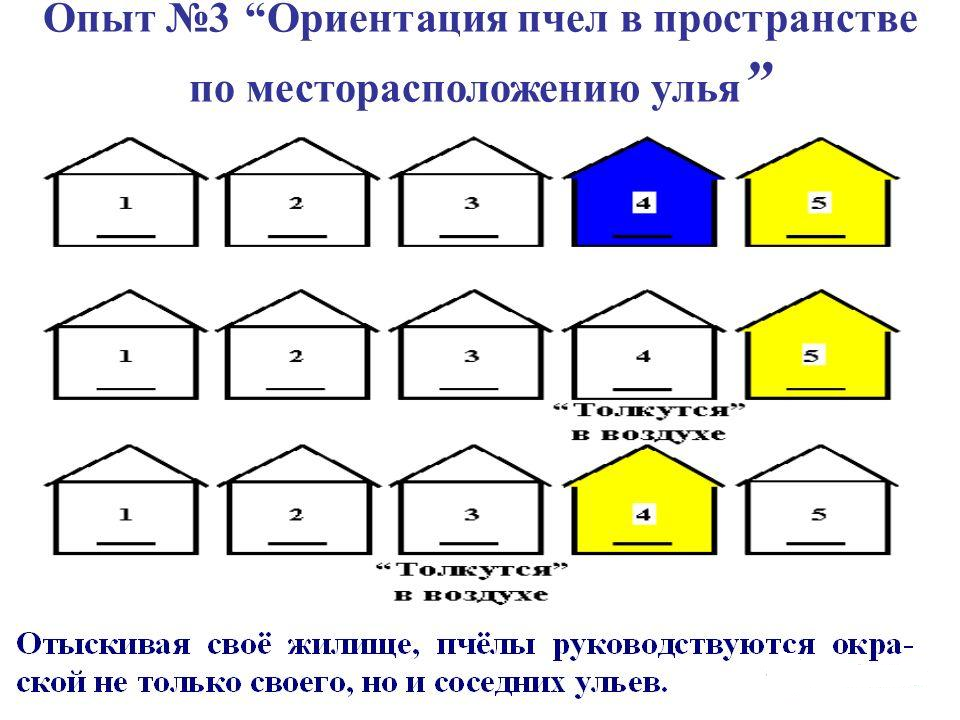 Опыт №3 “Ориентация пчел в пространстве
по месторасположению улья”
1 2 3 4 5
1 2 3 4 5
“Толкутся”
в воздухе
1 2 3 4 5
“Толкутся”
в воздухе
Отыскивая своё жилище, пчёлы руководствуются окра-
ской не только своего, но и соседних ульев.